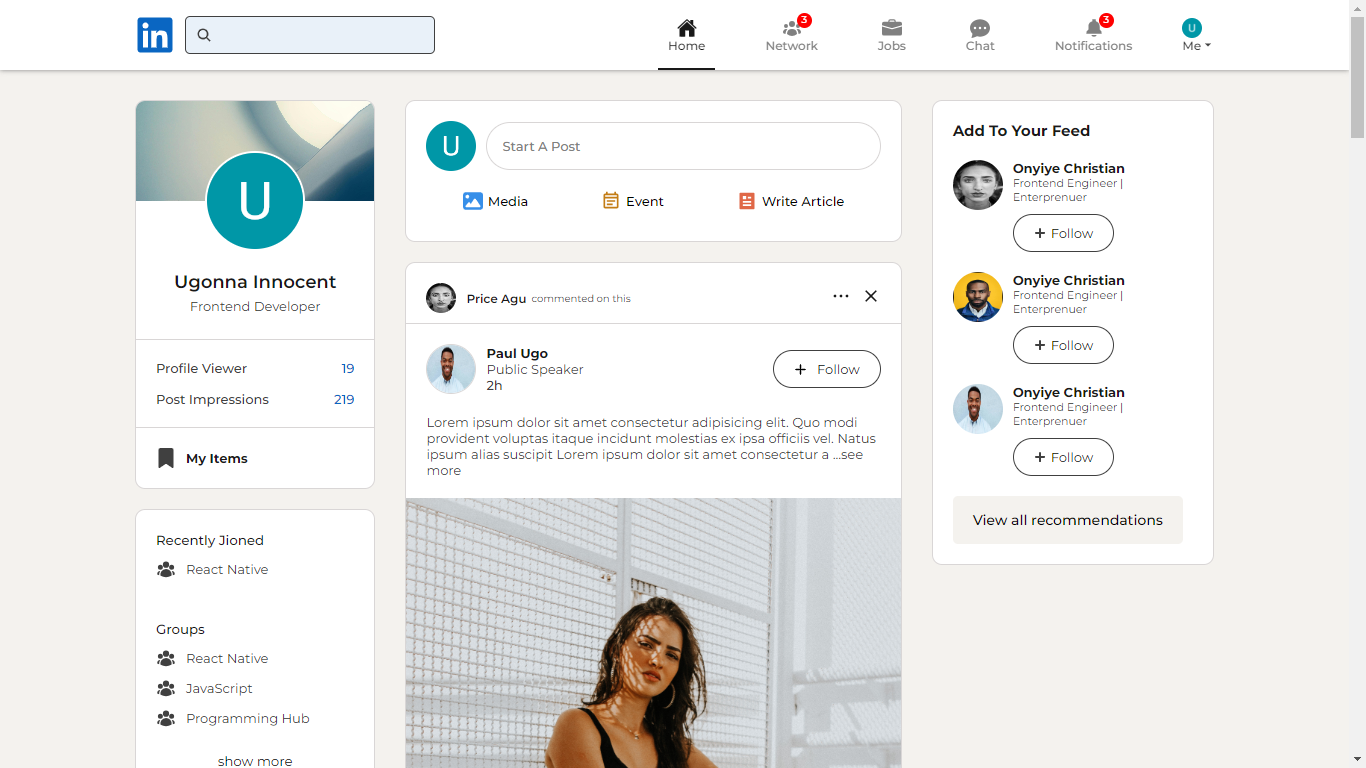 in
Home
3
Network
Jobs
Chat
3
Notifications
U
Me
U
Ugonna Innocent
Frontend Developer
Profile Viewer 19
Post Impressions 219
My Items
Recently Jioned
React Native
Groups
React Native
JavaScript
Programming Hub
show more
U
Start A Post
Media
Event
Write Article
Price Agu commented on this
Paul Ugo
Public Speaker
2h
+ Follow
Lorem ipsum dolor sit amet consectetur adipisicing elit. Quo modi
provident voluptas itaque incidunt molestias ex ipsa officiis vel. Natus
ipsum alias suscipit Lorem ipsum dolor sit amet consectetur a ...see
more
Add To Your Feed
Onyiye Christian
Frontend Engineer |
Enterprenuer
+ Follow
Onyiye Christian
Frontend Engineer |
Enterprenuer
+ Follow
Onyiye Christian
Frontend Engineer |
Enterprenuer
+ Follow
View all recommendations